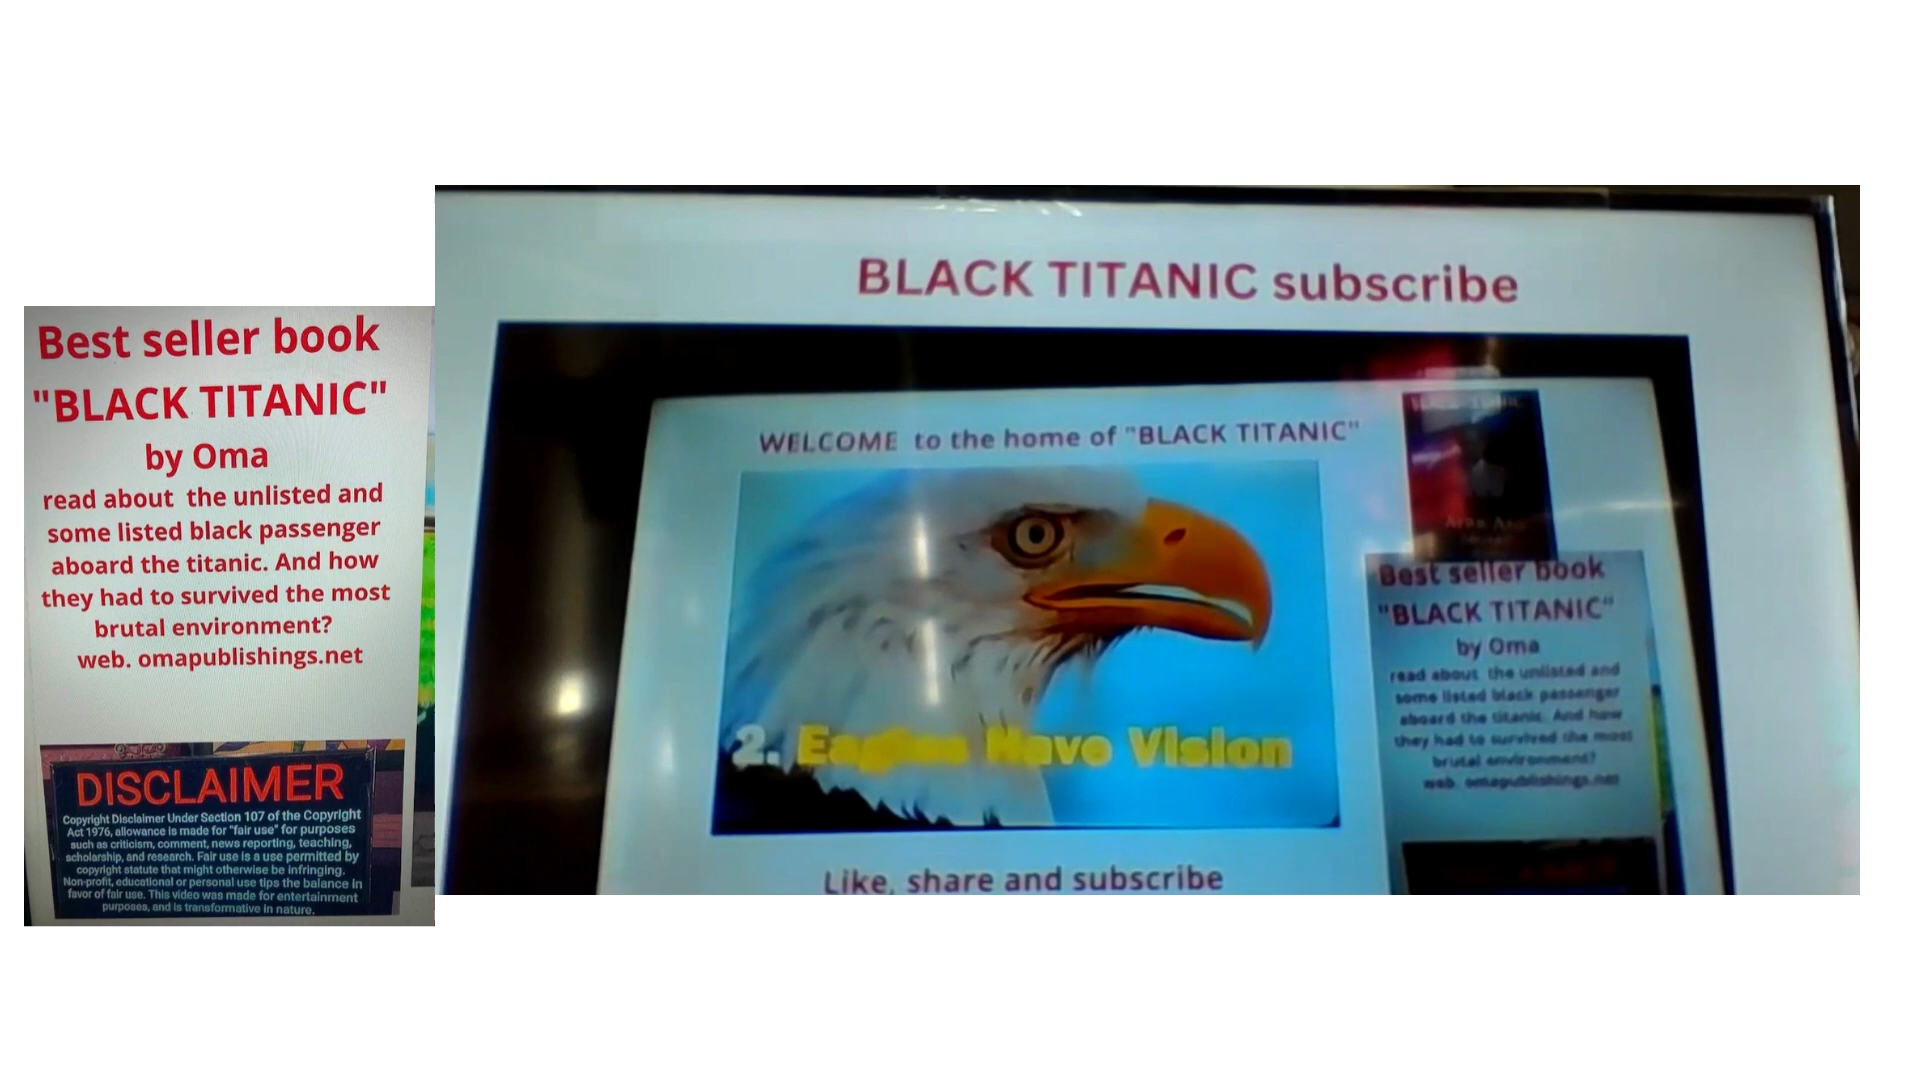 Best seller book
"BLACK TITANIC"
by Oma
read about the unlisted and
some listed black passenger
aboard the titanic. And how
they had to survived the most
brutal environment?
web. omapublishings.net
DISCLAIMER
Copyright Disclaimer Under Section 107 of the Copyright
Act 1976, allowance is made for "fair use" for purposes
such as criticism, comment, news reporting, teaching,
scholarship, and research. Fair use is a use permitted by
copyright statute that might otherwise be infringing.
Non-profit, educational or personal use tips the balance in
favor of fair use. This video was made for entertainment
purposes, and is transformative in nature.
BLACK TITANIC subscribe
WELCOME to the home of "BLACK TITANIC"
2. Eagles Have Vision
Like, share and subscribe
Best seller book
"BLACK TITANIC"
by Oma
read about the unlisted and
some listed black passenger
aboard the titanic. And how
they had to survived the most
brutal environment?
web. omapublishings.net